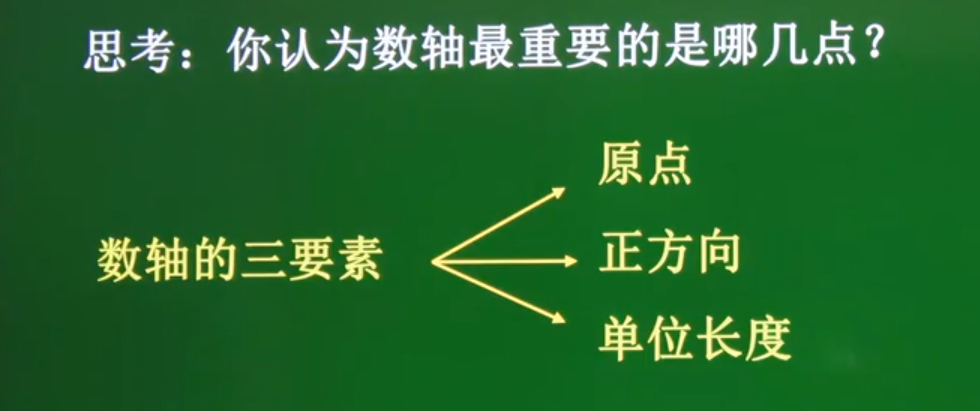 思考：你认为数轴最重要的是哪几点？
原点
数轴的三要素
正方向
单位长度